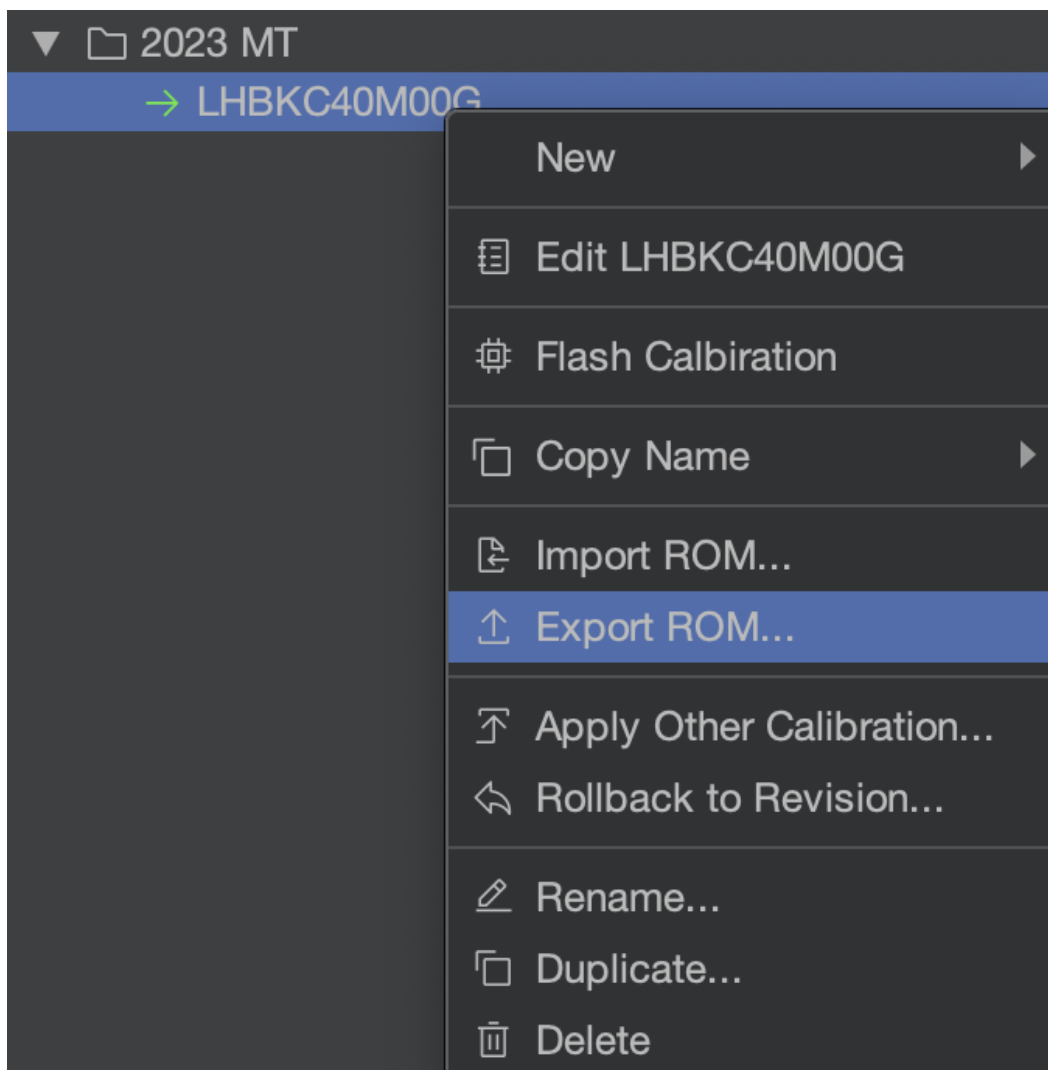 2023 MT
LHBKC40M00G
New
Edit LHBKC40M00G
Flash Calbiration
Copy Name
Import ROM...
Export ROM...
Apply Other Calibration...
Rollback to Revision...
Rename...
Duplicate...
Delete